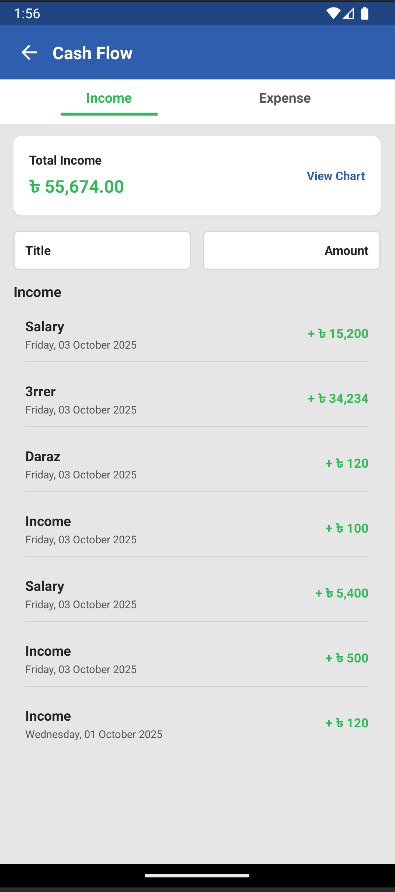 1:56
Cash Flow
Income Expense
Total Income
৳ 55,674.00
View Chart
Title Amount
Income
Salary
Friday, 03 October 2025
+ ৳ 15,200
3rrer
Friday, 03 October 2025
+ ৳ 34,234
Daraz
Friday, 03 October 2025
+ ৳ 120
Income
Friday, 03 October 2025
+ ৳ 100
Salary
Friday, 03 October 2025
+ ৳ 5,400
Income
Friday, 03 October 2025
+ ৳ 500
Income
Wednesday, 01 October 2025
+ ৳ 120